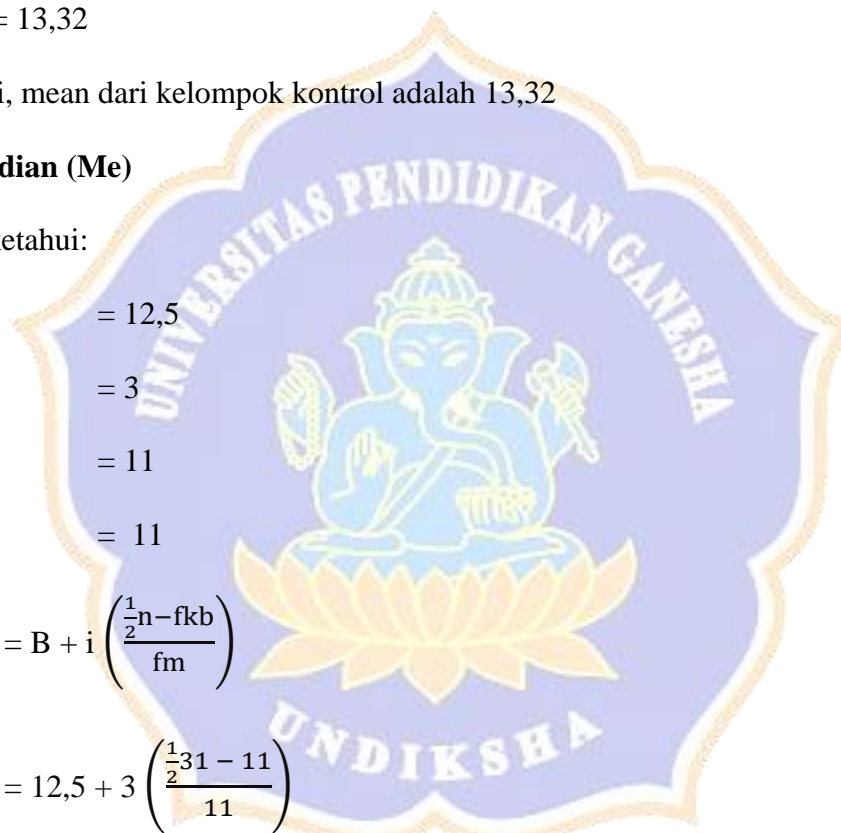 = 13,32
i, mean dari kelompok kontrol adalah 13,32
dian (Me)
etahui:
= 12,5
= 3
= 11
= 11
= B + i (½n−fkb / fm)
= 12,5 + 3 (½31 − 11 / 11)
UNIVERSITAS PENDIDIKAN GANESHA
UNDIKSHA